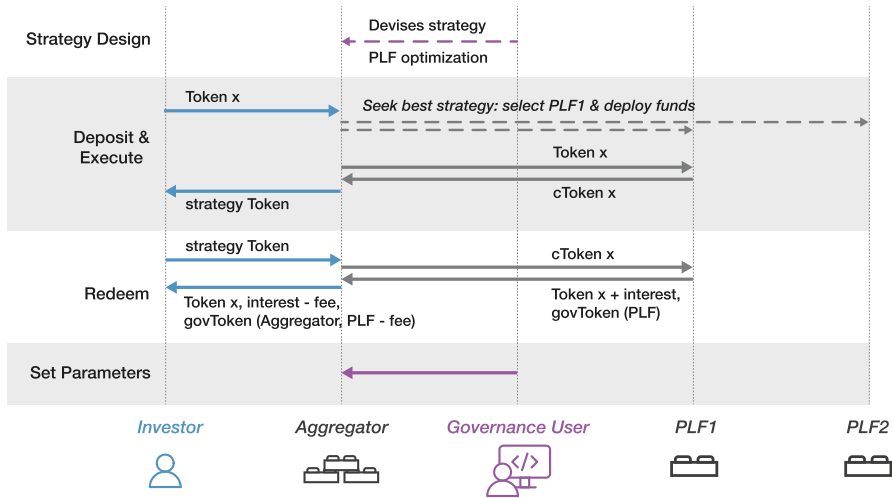 Strategy Design
Devises strategy
PLF optimization
Deposit &
Execute
Token x
Seek best strategy: select PLF1 & deploy funds
Token x
cToken x
strategy Token
Redeem
strategy Token
cToken x
Token x, interest - fee,
govToken (Aggregator, PLF - fee)
Token x + interest,
govToken (PLF)
Set Parameters
Investor
Aggregator
Governance User
PLF1
PLF2